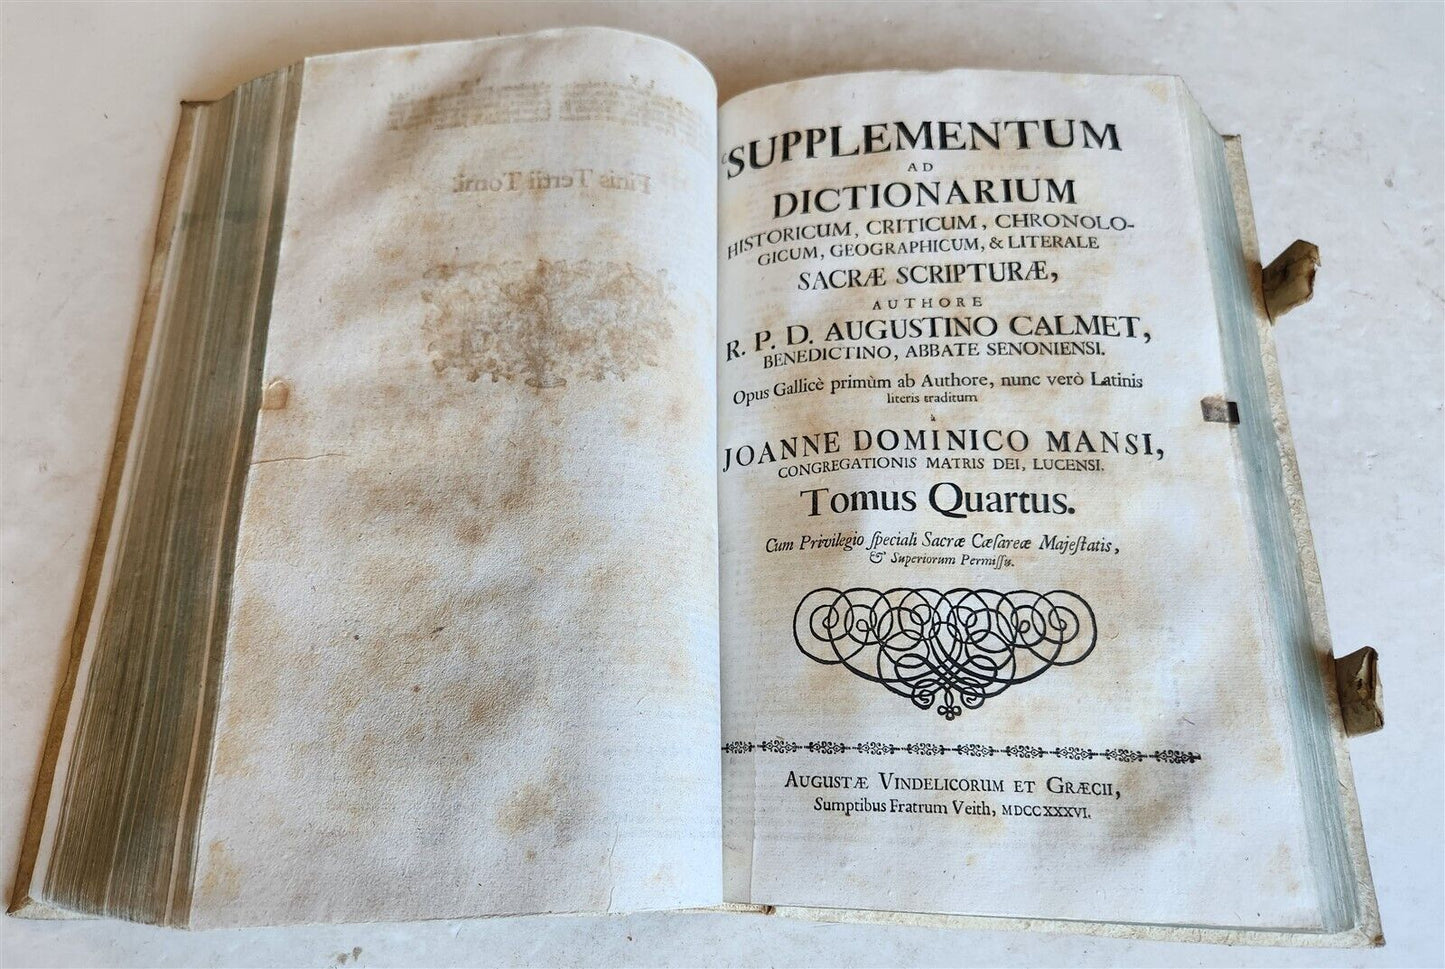 Finis Tertii Tomi.
SUPPLEMENTUM
AD
DICTIONARIUM
HISTORICUM, CRITICUM, CHRONOLO-
GICUM, GEOGRAPHICUM, & LITERALE
SACRÆ SCRIPTURÆ,
AUTHORE
R. P. D. AUGUSTINO CALMET,
BENEDICTINO, ABBATE SENONIENSI.
Opus Gallicè primùm ab Authore, nunc verò Latinis
literis traditum
à
JOANNE DOMINICO MANSI,
CONGREGATIONIS MATRIS DEI, LUCENSI.
Tomus Quartus.
Cum Privilegio ſpeciali Sacræ Cæſareæ Majeſtatis,
& Superiorum Permiſſu.
AUGUSTÆ VINDELICORUM ET GRÆCII,
Sumptibus Fratrum Veith, MDCCXXXVI.